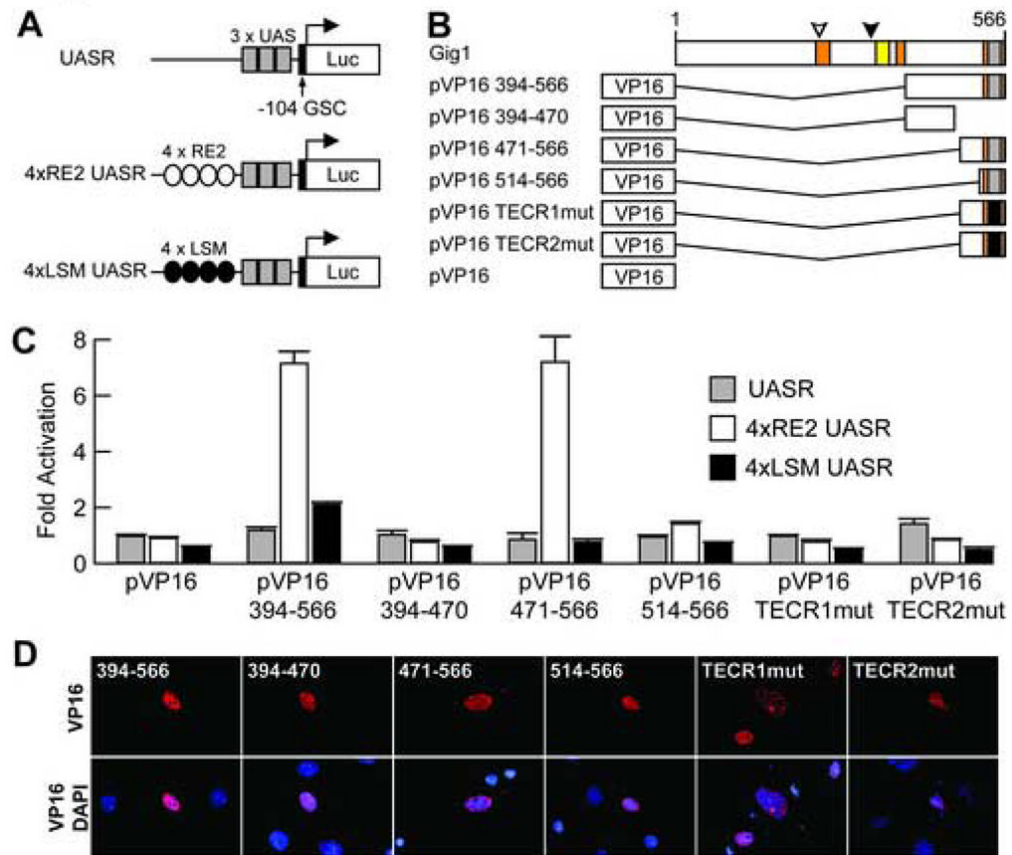 A
UASR
3 x UAS
Luc
-104 GSC
4xRE2 UASR
4 x RE2
Luc
4xLSM UASR
4 x LSM
Luc
B
1
566
Gig1
pVP16 394-566 VP16
pVP16 394-470 VP16
pVP16 471-566 VP16
pVP16 514-566 VP16
pVP16 TECR1mut VP16
pVP16 TECR2mut VP16
pVP16 VP16
C
Fold Activation
8
6
4
2
0
UASR
4xRE2 UASR
4xLSM UASR
pVP16 pVP16 pVP16 pVP16 pVP16 pVP16 pVP16
394-566 394-470 471-566 514-566 TECR1mut TECR2mut
D
394-566 394-470 471-566 514-566 TECR1mut TECR2mut
VP16
VP16
DAPI